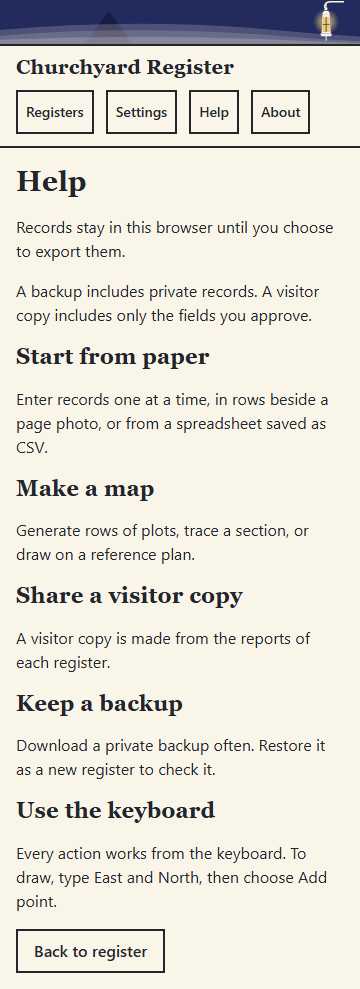 Churchyard Register
Registers
Settings
Help
About
Help
Records stay in this browser until you choose
to export them.
A backup includes private records. A visitor
copy includes only the fields you approve.
Start from paper
Enter records one at a time, in rows beside a
page photo, or from a spreadsheet saved as
CSV.
Make a map
Generate rows of plots, trace a section, or
draw on a reference plan.
Share a visitor copy
A visitor copy is made from the reports of
each register.
Keep a backup
Download a private backup often. Restore it
as a new register to check it.
Use the keyboard
Every action works from the keyboard. To
draw, type East and North, then choose Add
point.
Back to register